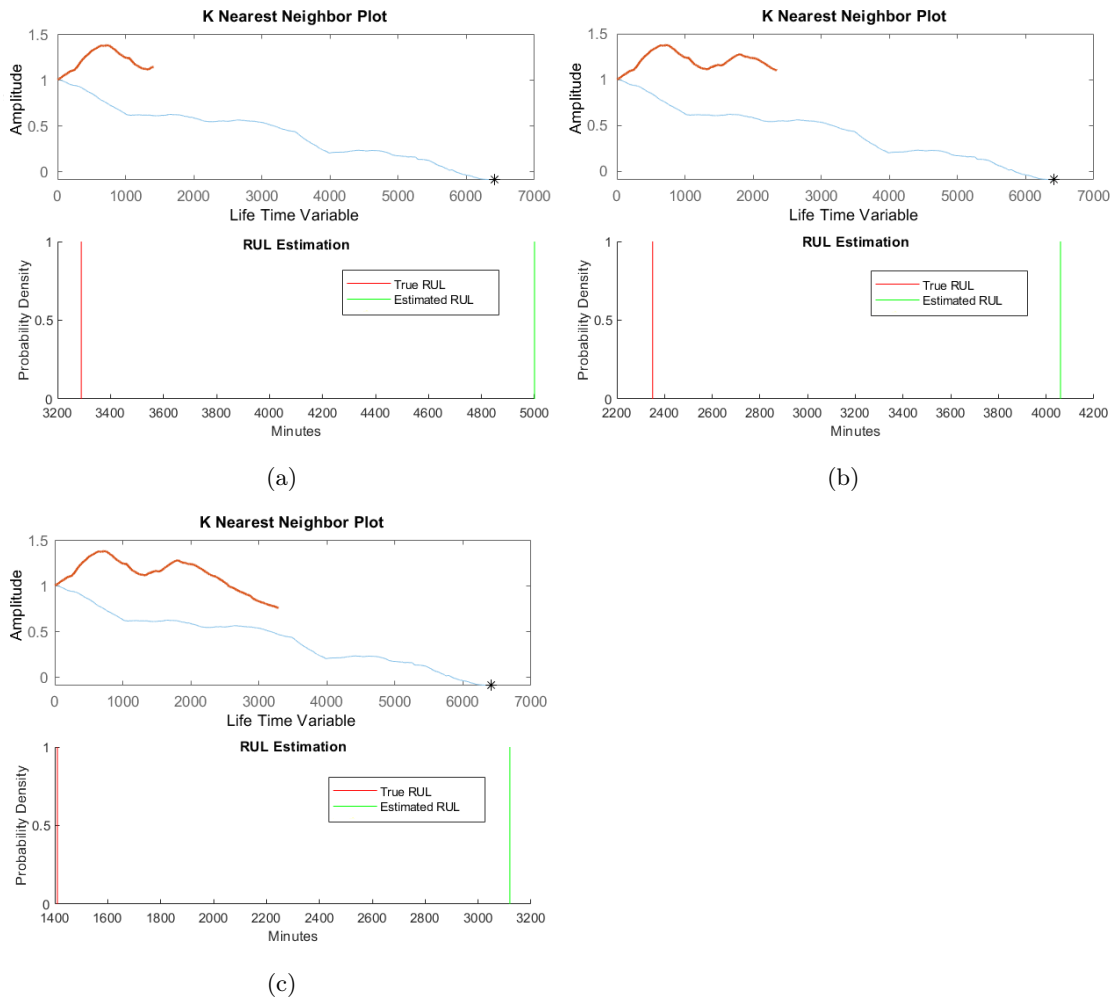 K Nearest Neighbor Plot
1.5
1
0.5
0
Amplitude
0 1000 2000 3000 4000 5000 6000 7000
Life Time Variable
RUL Estimation
1
0.5
0
Probability Density
True RUL
Estimated RUL
3200 3400 3600 3800 4000 4200 4400 4600 4800 5000
Minutes
(a)
K Nearest Neighbor Plot
1.5
1
0.5
0
Amplitude
0 1000 2000 3000 4000 5000 6000 7000
Life Time Variable
RUL Estimation
1
0.5
0
Probability Density
True RUL
Estimated RUL
2200 2400 2600 2800 3000 3200 3400 3600 3800 4000 4200
Minutes
(b)
K Nearest Neighbor Plot
1.5
1
0.5
0
Amplitude
0 1000 2000 3000 4000 5000 6000 7000
Life Time Variable
RUL Estimation
1
0.5
0
Probability Density
True RUL
Estimated RUL
1400 1600 1800 2000 2200 2400 2600 2800 3000 3200
Minutes
(c)